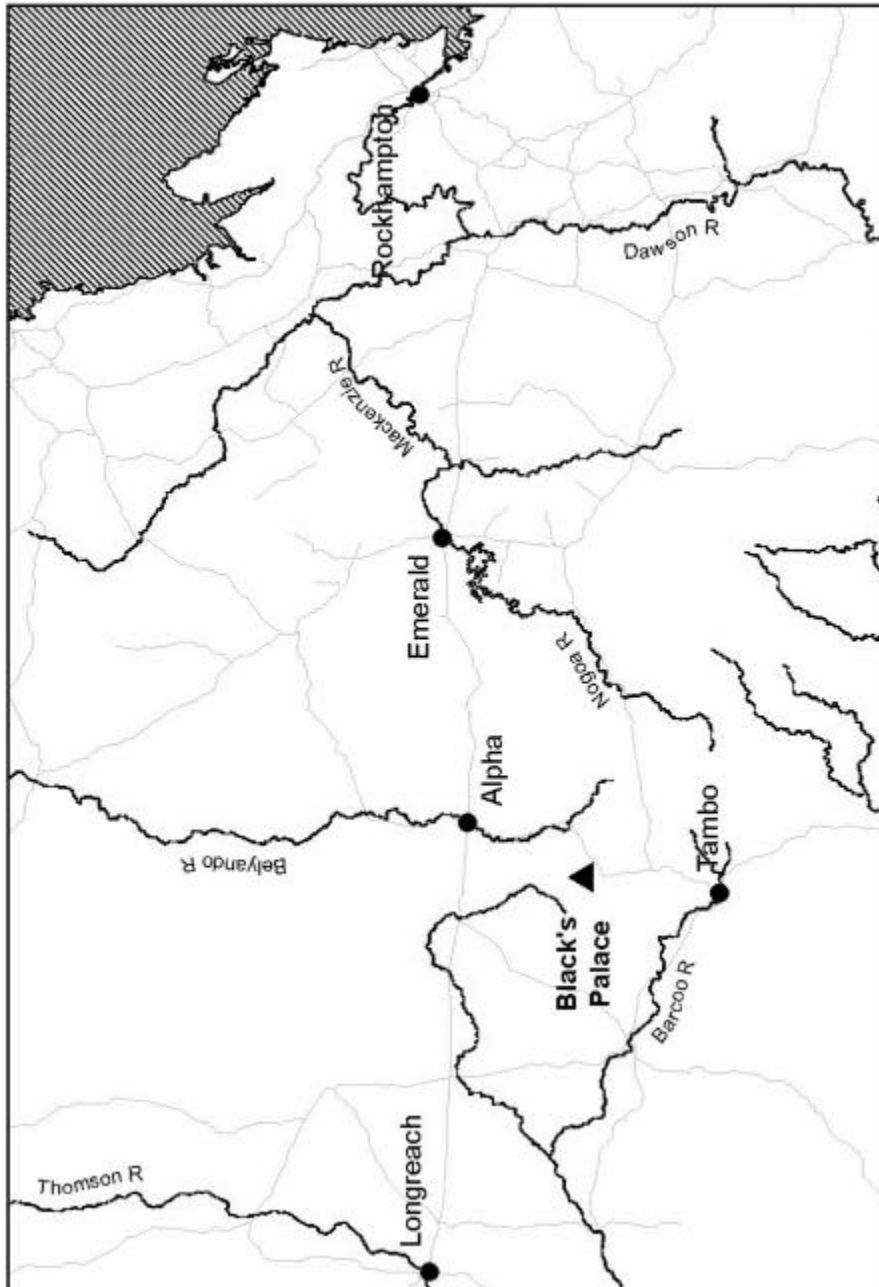 Thomson R
Longreach
Belyando R
Alpha
Black's
Palace
Barcoo R
Tambo
Emerald
Nogoa R
Mackenzie R
Rockhampton
Dawson R